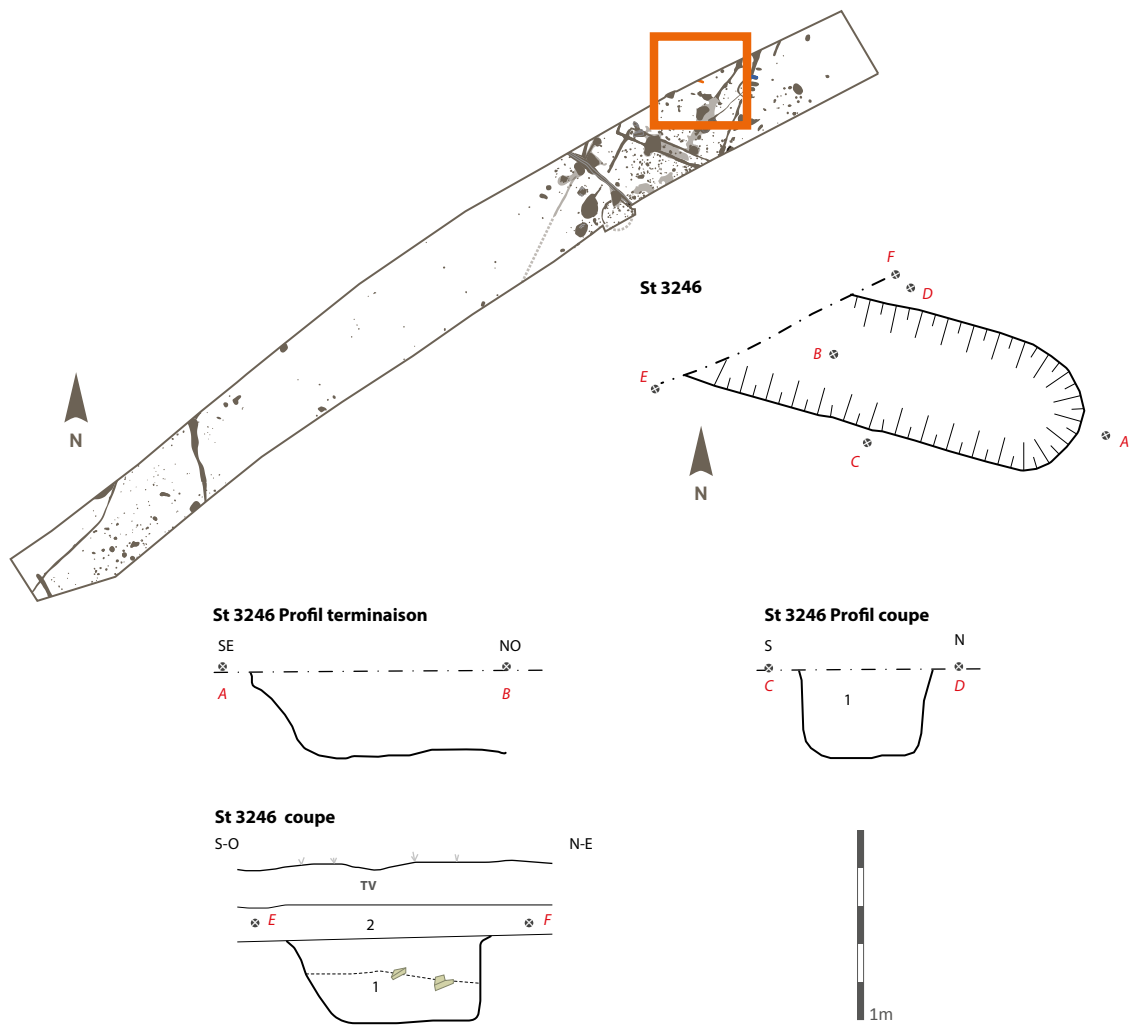 F
St 3246
D
B
E
N
A
C
N
St 3246 Profil terminaison
St 3246 Profil coupe
SE
NO
S
N
A
B
C
D
1
St 3246 coupe
S-O
N-E
TV
E
2
F
1
1m